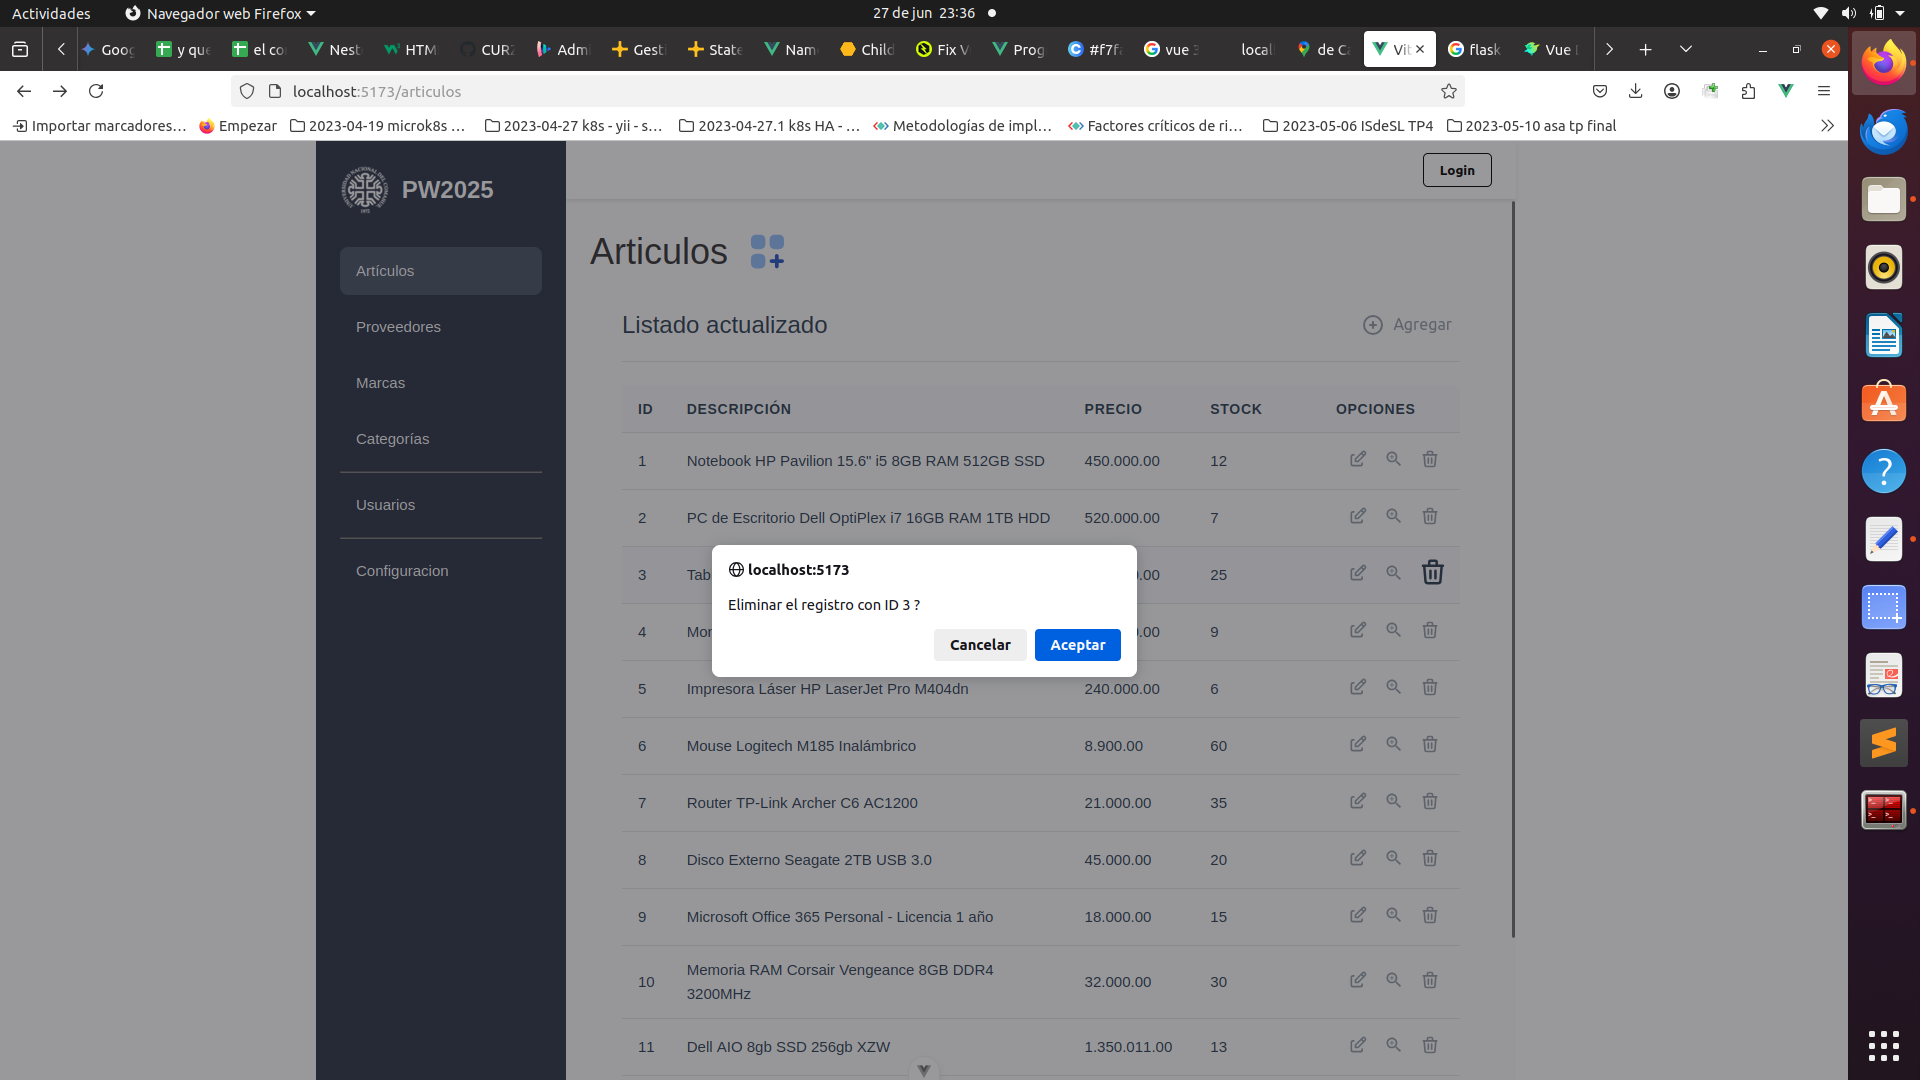 Actividades
Navegador web Firefox
27 de jun 23:36
Goog
y que
el co
Nest
HTM
CUR
Admi
Gesti
State
Nam
Child
Fix V
Prog
#f7f
vue 3
local
de C
Vit
flask
Vue
localhost:5173/articulos
Importar marcadores...
Empezar
2023-04-19 microk8s ...
2023-04-27 k8s - yii - s...
2023-04-27.1 k8s HA - ...
Metodologías de impl...
Factores críticos de ri...
2023-05-06 ISdeSL TP4
2023-05-10 asa tp final
PW2025
Login
Artículos
Proveedores
Marcas
Categorías
Usuarios
Configuracion
Articulos
Listado actualizado
Agregar
ID DESCRIPCIÓN PRECIO STOCK OPCIONES
1 Notebook HP Pavilion 15.6" i5 8GB RAM 512GB SSD 450.000.00 12
2 PC de Escritorio Dell OptiPlex i7 16GB RAM 1TB HDD 520.000.00 7
3 Tab .00 25
4 Mon .00 9
localhost:5173
Eliminar el registro con ID 3 ?
Cancelar Aceptar
5 Impresora Láser HP LaserJet Pro M404dn 240.000.00 6
6 Mouse Logitech M185 Inalámbrico 8.900.00 60
7 Router TP-Link Archer C6 AC1200 21.000.00 35
8 Disco Externo Seagate 2TB USB 3.0 45.000.00 20
9 Microsoft Office 365 Personal - Licencia 1 año 18.000.00 15
10 Memoria RAM Corsair Vengeance 8GB DDR4
3200MHz 32.000.00 30
11 Dell AIO 8gb SSD 256gb XZW 1.350.011.00 13